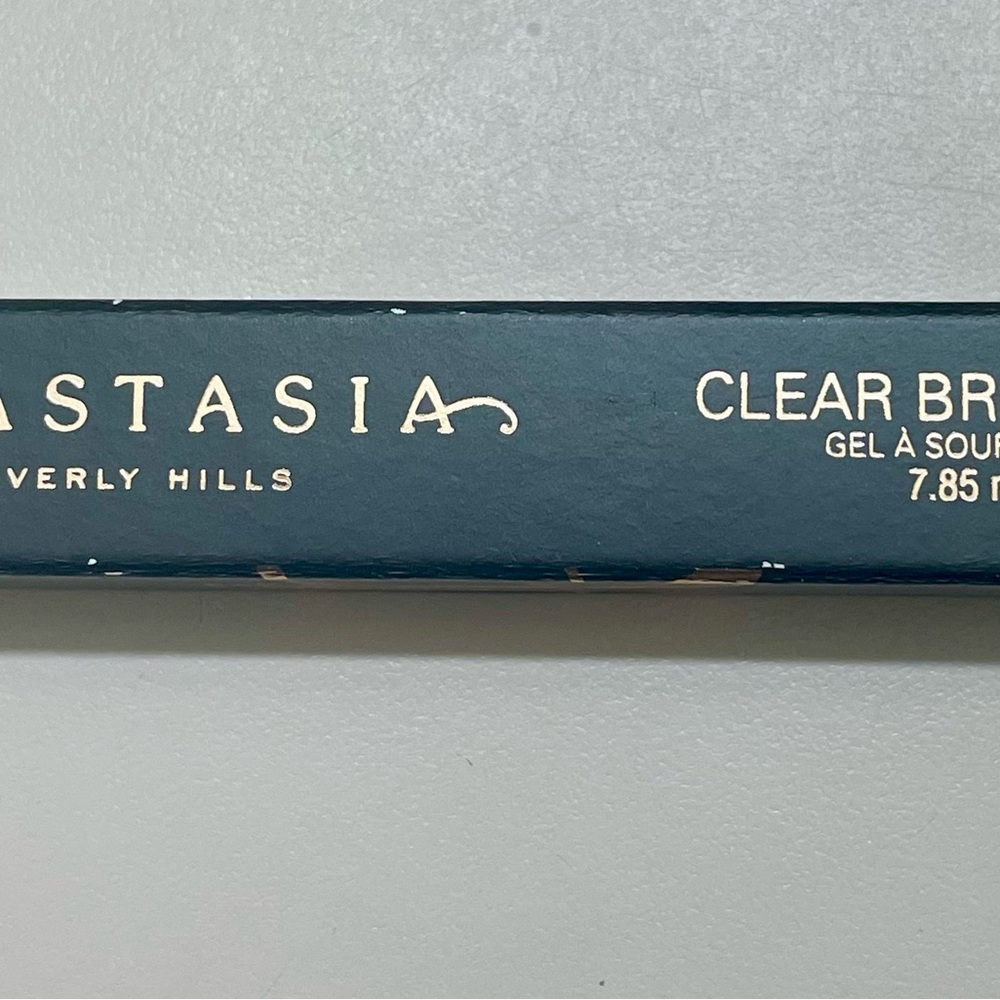 ASTASIA
VERLY HILLS
CLEAR BR
GEL À SOUR
7.85 m